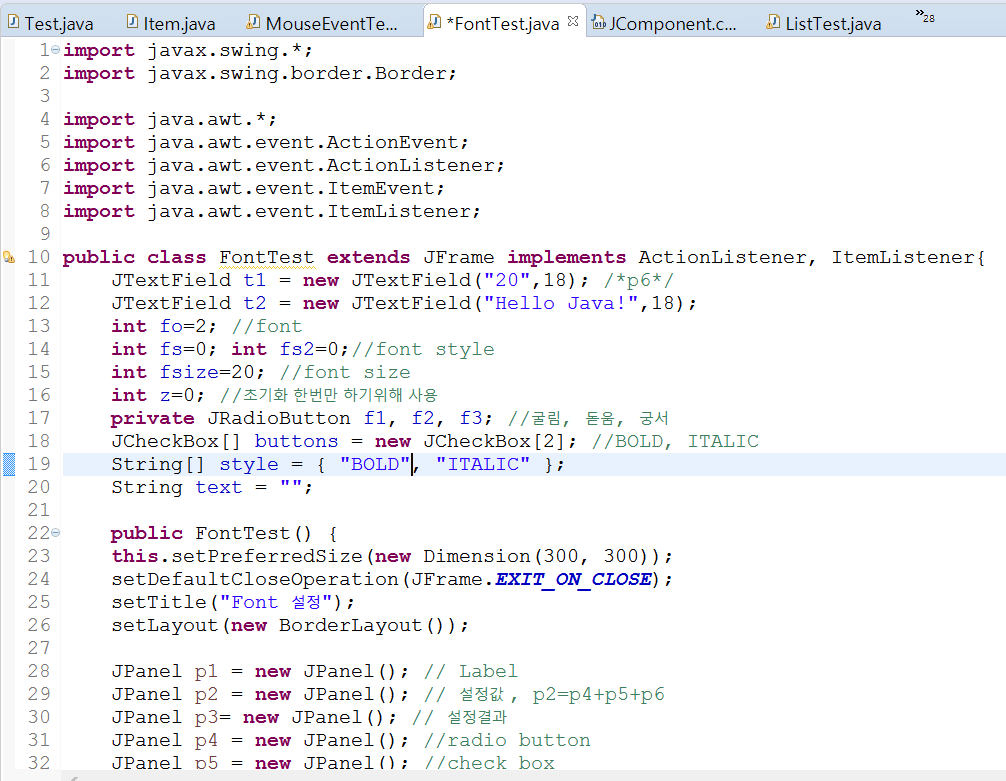 Test.java Item.java MouseEventTe... *FontTest.java JComponent.c... ListTest.java »28
1 import javax.swing.*;
2 import javax.swing.border.Border;
3
4 import java.awt.*;
5 import java.awt.event.ActionEvent;
6 import java.awt.event.ActionListener;
7 import java.awt.event.ItemEvent;
8 import java.awt.event.ItemListener;
9
10 public class FontTest extends JFrame implements ActionListener, ItemListener{
11 JTextField t1 = new JTextField("20",18); /*p6*/
12 JTextField t2 = new JTextField("Hello Java!",18);
13 int fo=2; //font
14 int fs=0; int fs2=0;//font style
15 int fsize=20; //font size
16 int z=0; //초기화 한번만 하기위해 사용
17 private JRadioButton f1, f2, f3; //굴림, 돋움, 궁서
18 JCheckBox[] buttons = new JCheckBox[2]; //BOLD, ITALIC
19 String[] style = { "BOLD", "ITALIC" };
20 String text = "";
21
22 public FontTest() {
23 this.setPreferredSize(new Dimension(300, 300));
24 setDefaultCloseOperation(JFrame.EXIT_ON_CLOSE);
25 setTitle("Font 설정");
26 setLayout(new BorderLayout());
27
28 JPanel p1 = new JPanel(); // Label
29 JPanel p2 = new JPanel(); // 설정값 , p2=p4+p5+p6
30 JPanel p3= new JPanel(); // 설정결과
31 JPanel p4 = new JPanel(); //radio button
32 JPanel p5 = new JPanel(); //check box